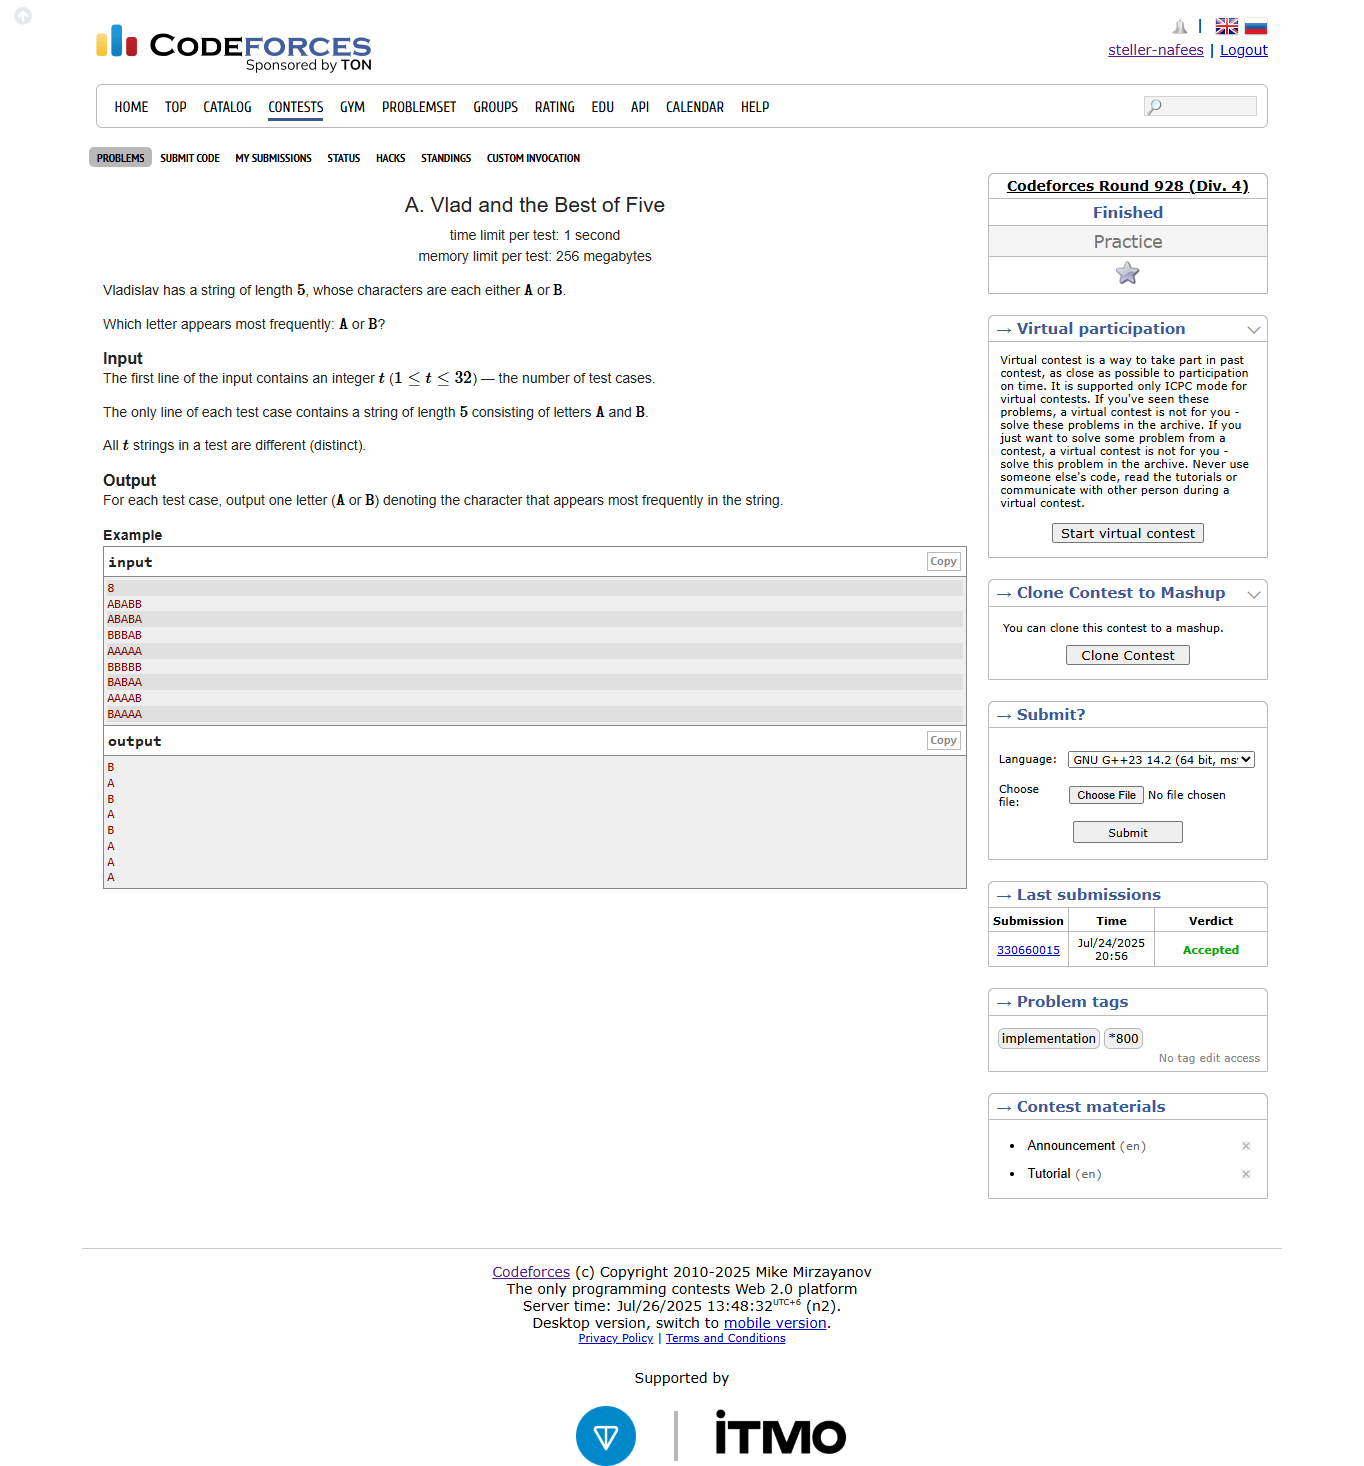 CODEFORCES
Sponsored by TON
|
steller-nafees | Logout
HOME TOP CATALOG CONTESTS GYM PROBLEMSET GROUPS RATING EDU API CALENDAR HELP
PROBLEMS SUBMIT CODE MY SUBMISSIONS STATUS HACKS STANDINGS CUSTOM INVOCATION
A. Vlad and the Best of Five
time limit per test: 1 second
memory limit per test: 256 megabytes
Vladislav has a string of length 5, whose characters are each either A or B.
Which letter appears most frequently: A or B?
Input
The first line of the input contains an integer t (1 ≤ t ≤ 32) — the number of test cases.
The only line of each test case contains a string of length 5 consisting of letters A and B.
All t strings in a test are different (distinct).
Output
For each test case, output one letter (A or B) denoting the character that appears most frequently in the string.
Example
input Copy
8
ABABB
ABABA
BBBAB
AAAAA
BBBBB
BABAA
AAAAB
BAAAA
output Copy
B
A
B
A
B
A
A
A
Codeforces Round 928 (Div. 4)
Finished
Practice
→ Virtual participation
Virtual contest is a way to take part in past
contest, as close as possible to participation
on time. It is supported only ICPC mode for
virtual contests. If you've seen these
problems, a virtual contest is not for you -
solve these problems in the archive. If you
just want to solve some problem from a
contest, a virtual contest is not for you -
solve this problem in the archive. Never use
someone else's code, read the tutorials or
communicate with other person during a
virtual contest.
Start virtual contest
→ Clone Contest to Mashup
You can clone this contest to a mashup.
Clone Contest
→ Submit?
Language: GNU G++23 14.2 (64 bit, ms
Choose
file: Choose File No file chosen
Submit
→ Last submissions
Submission Time Verdict
330660015 Jul/24/2025
20:56 Accepted
→ Problem tags
implementation *800
No tag edit access
→ Contest materials
• Announcement (en)
• Tutorial (en)
Codeforces (c) Copyright 2010-2025 Mike Mirzayanov
The only programming contests Web 2.0 platform
Server time: Jul/26/2025 13:48:32UTC+6 (n2).
Desktop version, switch to mobile version.
Privacy Policy | Terms and Conditions
Supported by
iTMO